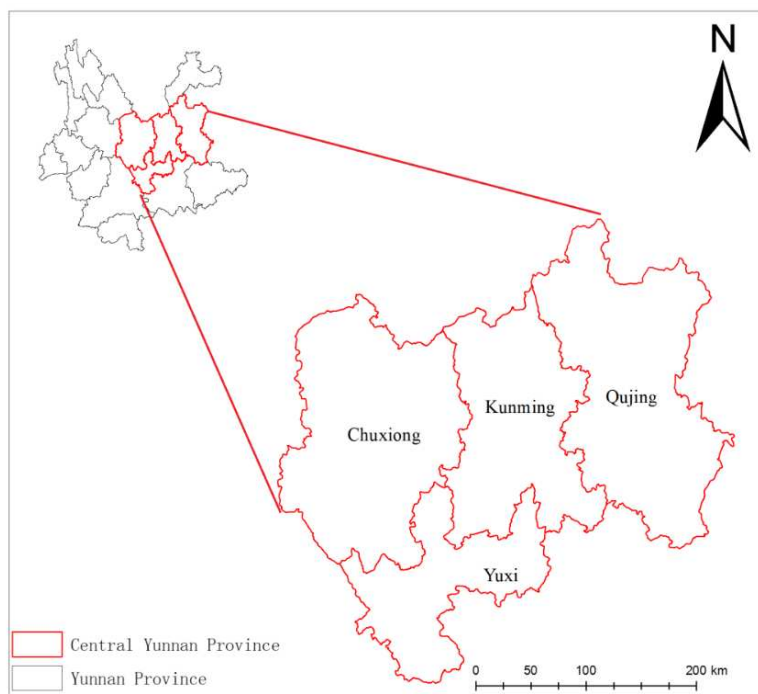 N
Qujing
Kunming
Chuxiong
Yuxi
Central Yunnan Province
Yunnan Province
0 50 100 200 km